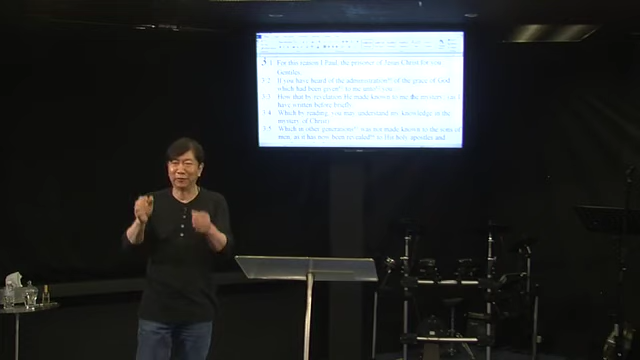 3:1 For this reason I Paul, the prisoner of Jesus Christ for you
Gentiles.
3:2 If you have heard of the administration of the grace of God
which had been given to me unto you.
3:3 How that by revelation He made known to me the mystery; (as I
have written before briefly.
3:4 Which by reading, you may understand my knowledge in the
mystery of Christ)
3:5 Which in other generations was not made known to the sons of
men, as it has now been revealed to His holy apostles and